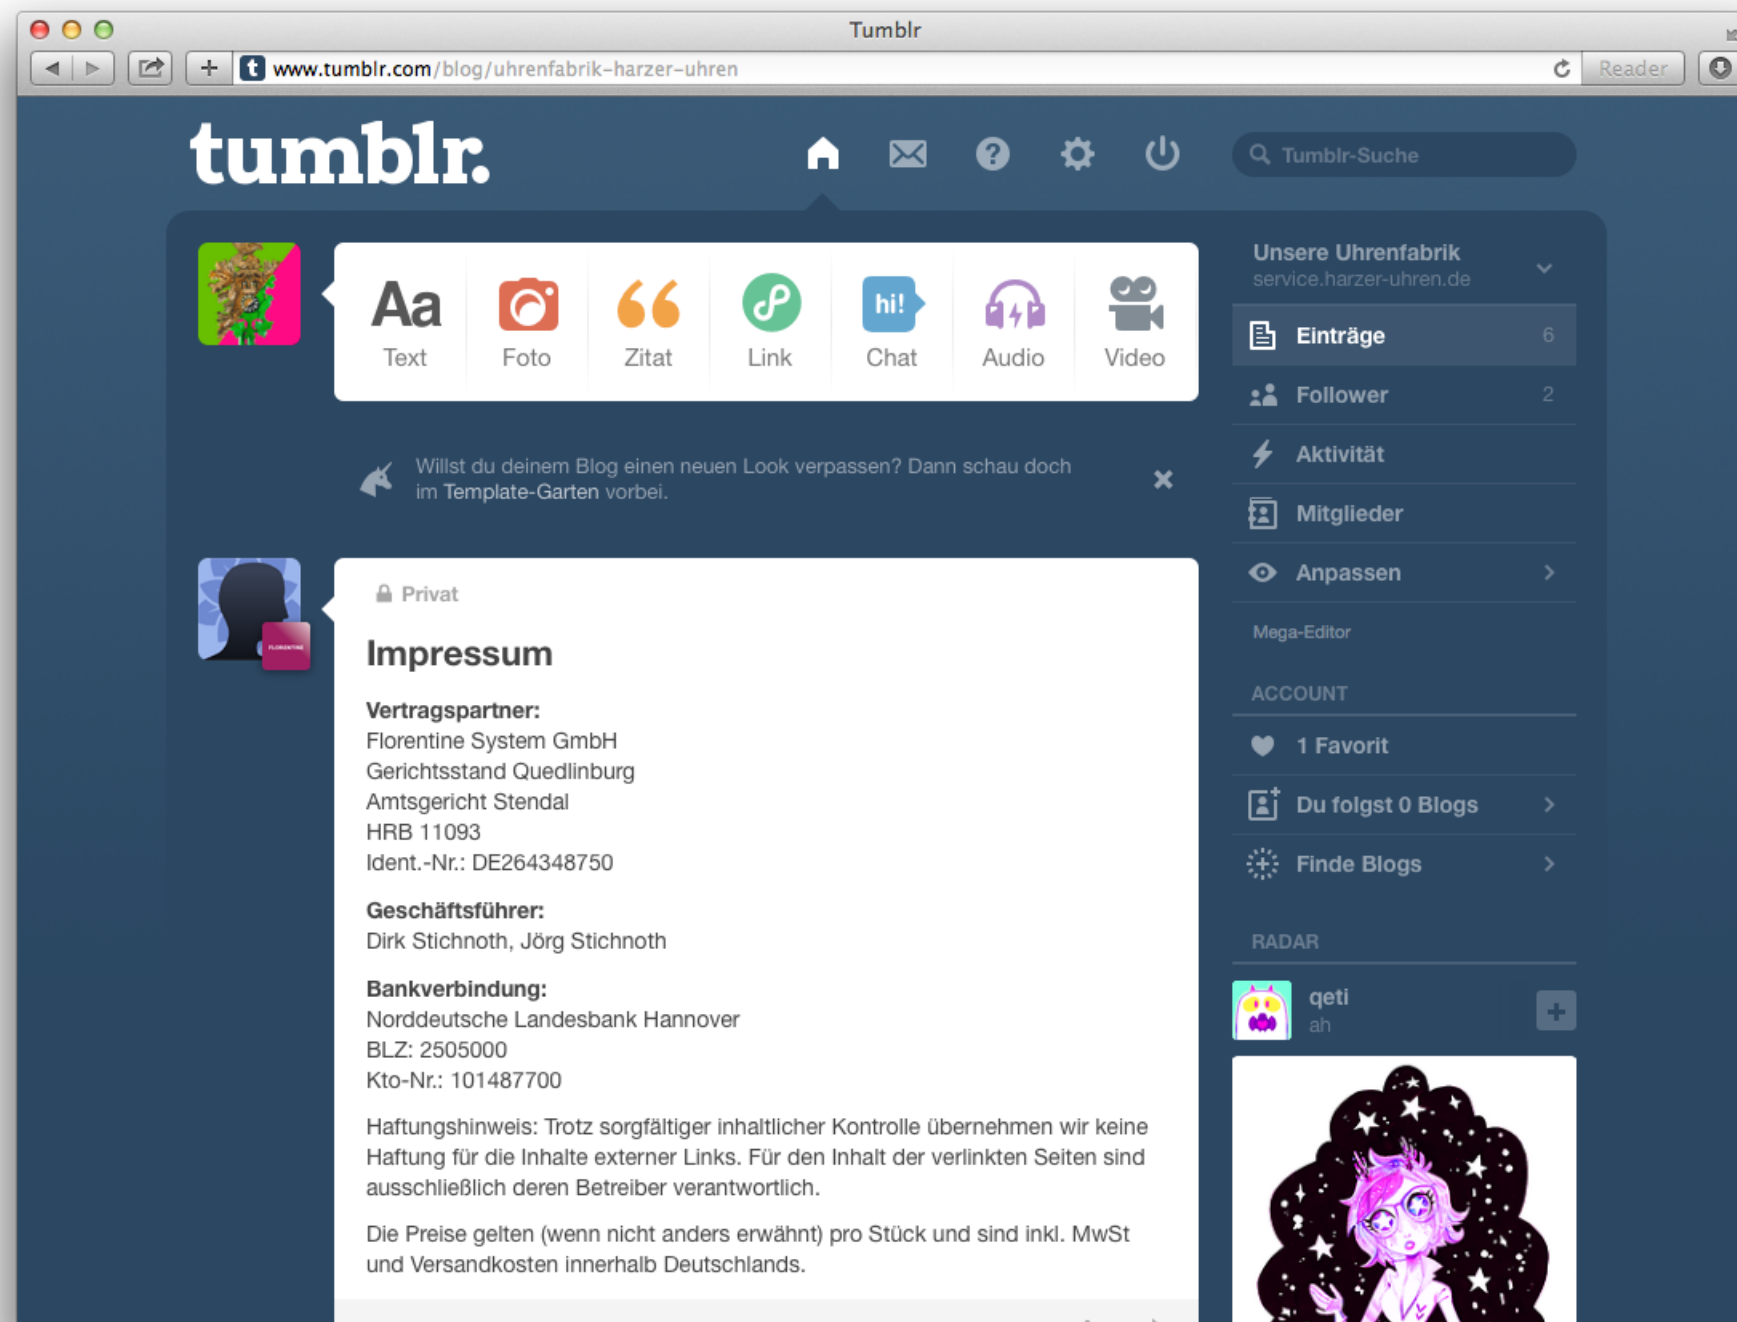 Tumblr
www.tumblr.com/blog/uhrenfabrik-harzer-uhren
Reader
tumblr.
Tumblr-Suche
Aa
hi!
Text
Foto
Zitat
Link
Chat
Audio
Video
Willst du deinem Blog einen neuen Look verpassen? Dann schau doch
im Template-Garten vorbei.
FLORENTINE
Privat
Impressum
Vertragspartner:
Florentine System GmbH
Gerichtsstand Quedlinburg
Amtsgericht Stendal
HRB 11093
Ident.-Nr.: DE264348750
Geschäftsführer:
Dirk Stichnoth, Jörg Stichnoth
Bankverbindung:
Norddeutsche Landesbank Hannover
BLZ: 2505000
Kto-Nr.: 101487700
Haftungshinweis: Trotz sorgfältiger inhaltlicher Kontrolle übernehmen wir keine
Haftung für die Inhalte externer Links. Für den Inhalt der verlinkten Seiten sind
ausschließlich deren Betreiber verantwortlich.
Die Preise gelten (wenn nicht anders erwähnt) pro Stück und sind inkl. MwSt
und Versandkosten innerhalb Deutschlands.
Unsere Uhrenfabrik
service.harzer-uhren.de
Einträge 6
Follower 2
Aktivität
Mitglieder
Anpassen
Mega-Editor
ACCOUNT
1 Favorit
Du folgst 0 Blogs
Finde Blogs
RADAR
qeti
ah